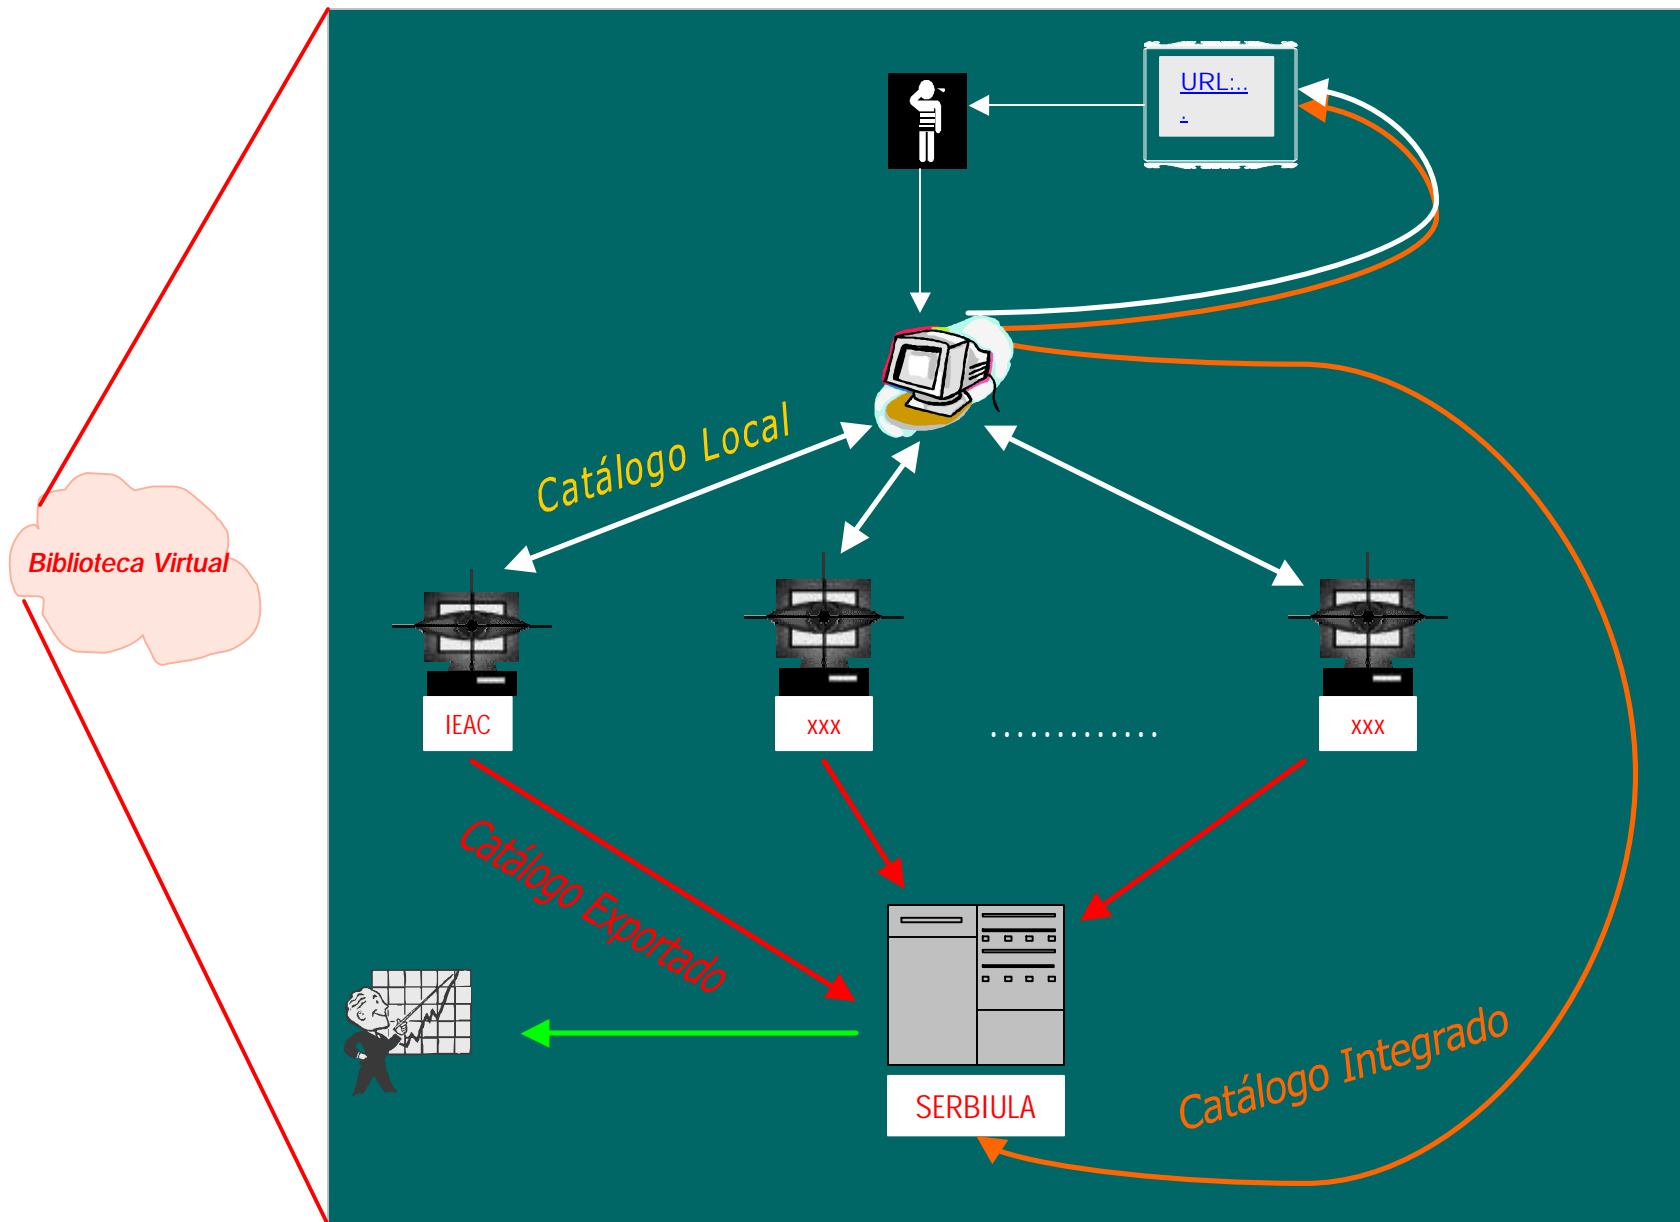 URL:..
.
Catálogo Local
Biblioteca Virtual
IEAC
xxx
.............
xxx
Catálogo Exportado
Catálogo Integrado
SERBIULA